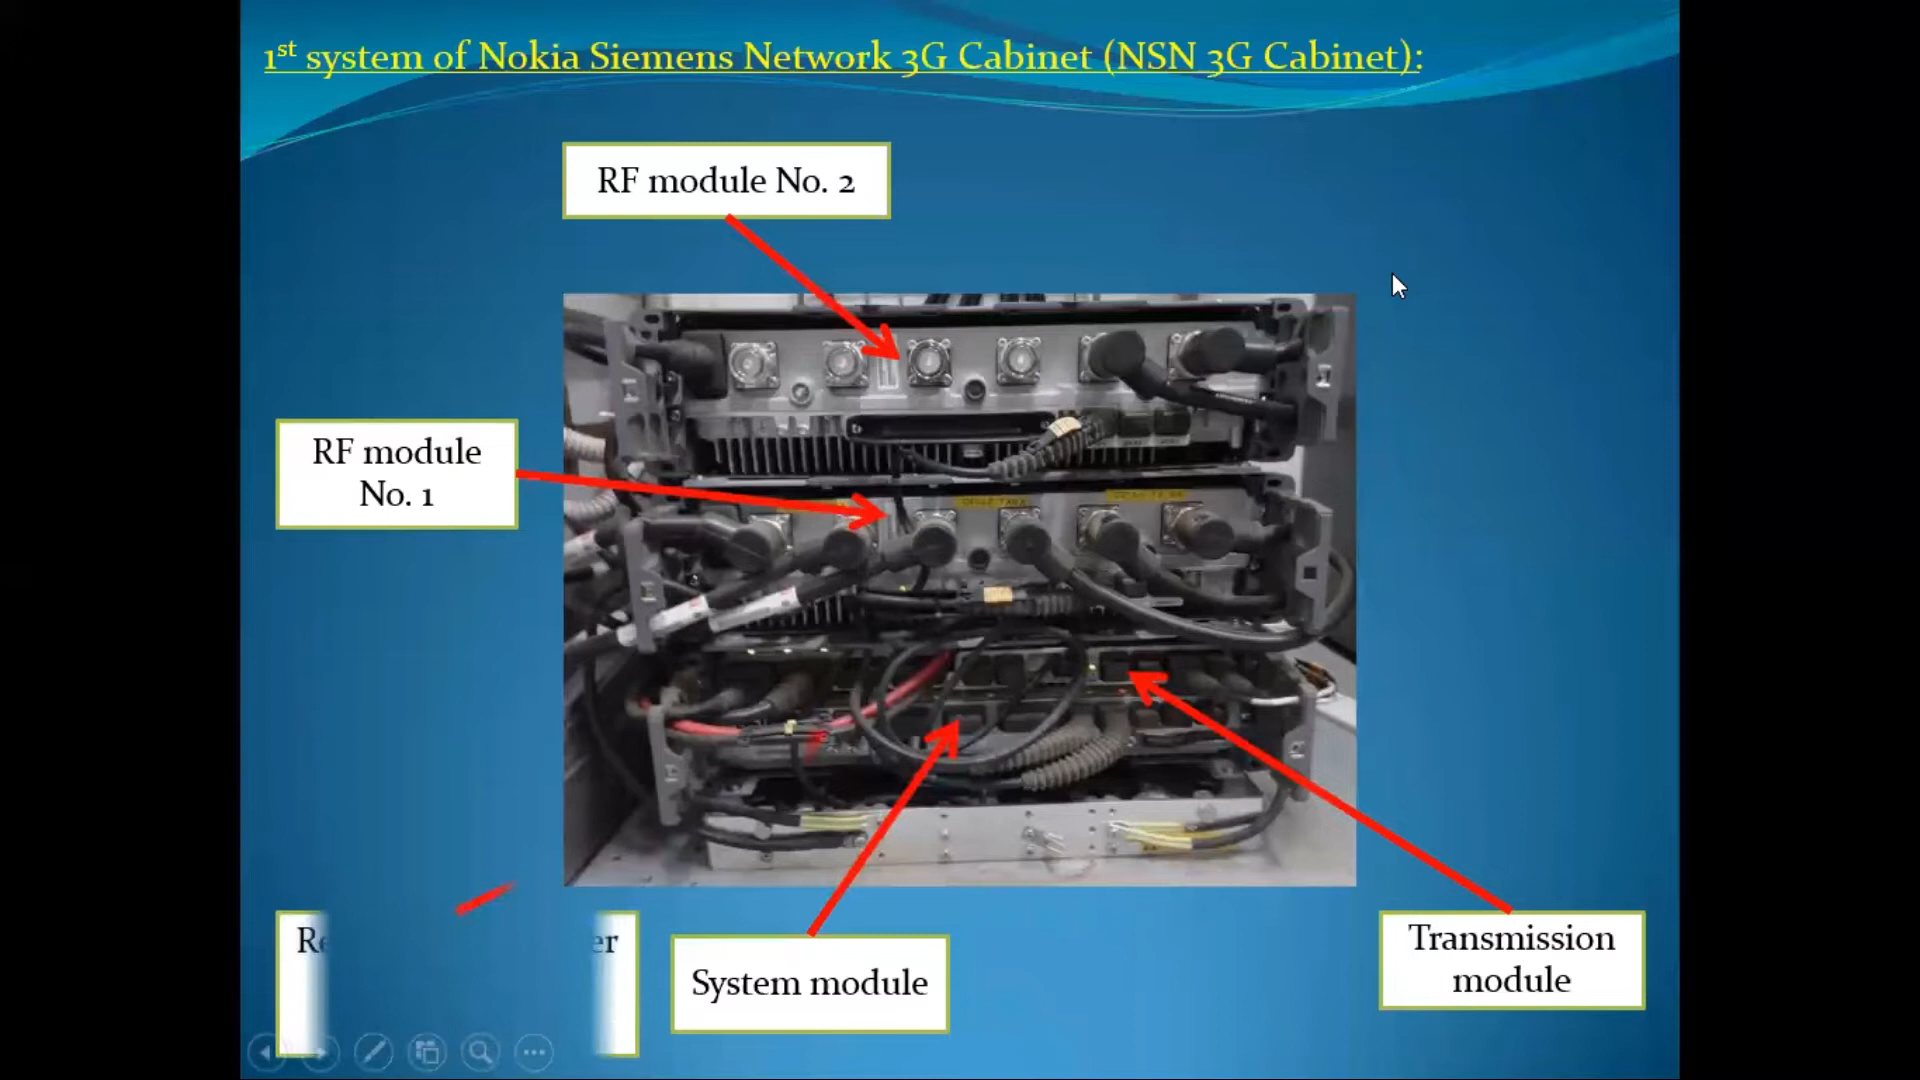 1st system of Nokia Siemens Network 3G Cabinet (NSN 3G Cabinet):
RF module No. 2
RF module
No. 1
System module
Transmission
module